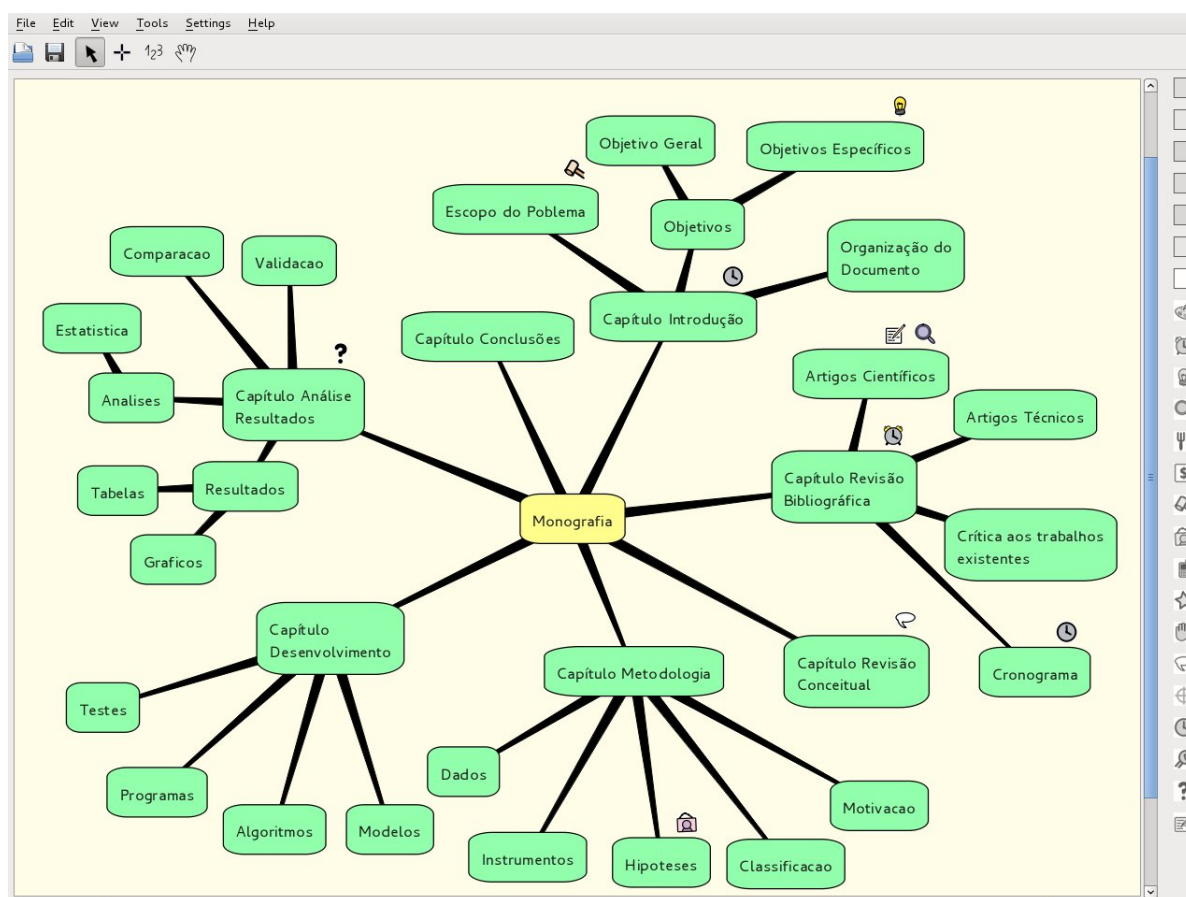 File Edit View Tools Settings Help
123
Objetivo Geral
Objetivos Específicos
Escopo do Poblema
Objetivos
Organização do
Documento
Comparacao
Validacao
Capítulo Introdução
Estatistica
Capítulo Conclusões
Artigos Científicos
Analises
Capítulo Análise
Resultados
Artigos Técnicos
Tabelas
Resultados
Capítulo Revisão
Bibliográfica
Monografia
Crítica aos trabalhos
existentes
Graficos
Capítulo
Desenvolvimento
Capítulo Metodologia
Capítulo Revisão
Conceitual
Cronograma
Testes
Dados
Programas
Motivacao
Algoritmos
Modelos
Instrumentos
Hipoteses
Classificacao